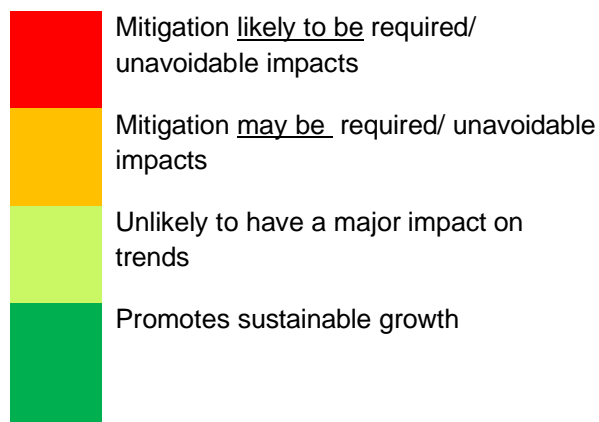 Mitigation likely to be required/
unavoidable impacts
Mitigation may be  required/ unavoidable
impacts
Unlikely to have a major impact on
trends
Promotes sustainable growth